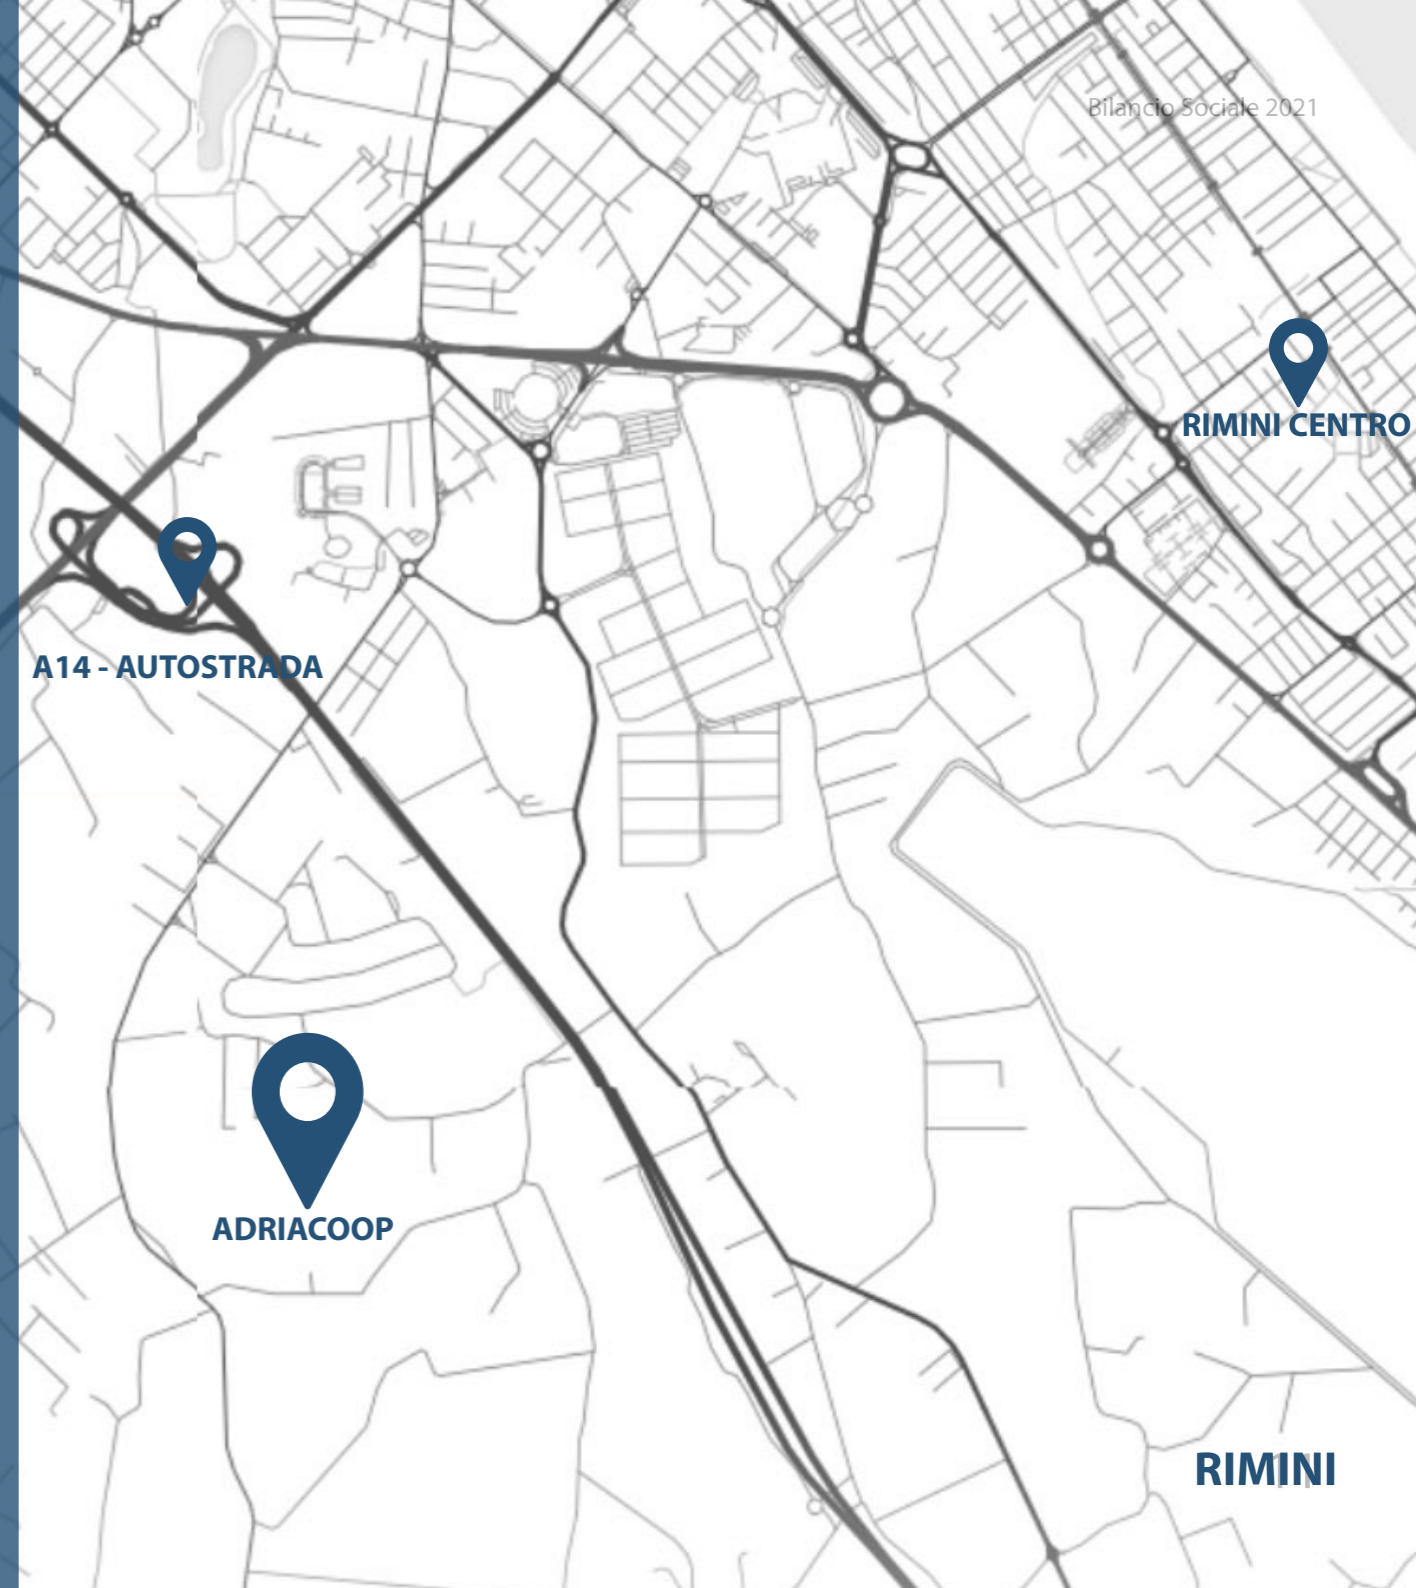 Bilancio Sociale 2021
RIMINI CENTRO
A14 - AUTOSTRADA
ADRIACOOP
RIMINI